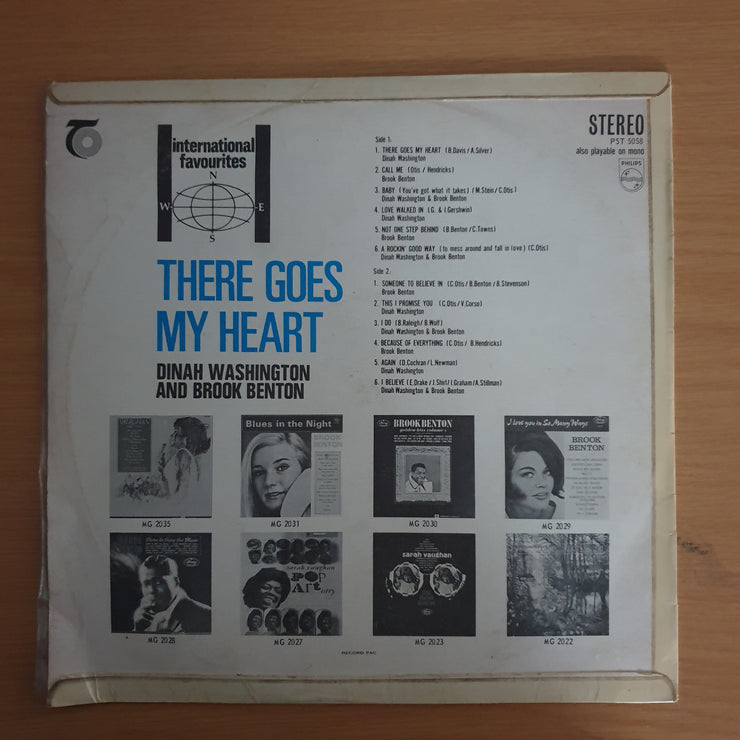 international
favourites
N
W E
S
THERE GOES
MY HEART
DINAH WASHINGTON
AND BROOK BENTON
Side 1:
1. THERE GOES MY HEART (B.Davis/A.Silver)
Dinah Washington
2. CALL ME (Otis / Hendricks)
Brook Benton
3. BABY (You've got what it takes) / M.Stein / C.Otis)
Dinah Washington & Brook Benton
4. LOVE WALKED IN (G. & I.Gershwin)
Dinah Washington
5. NOT ONE STEP BEHIND (B.Benton / C.Towns)
Brook Benton
6. A ROCKIN' GOOD WAY (to mess around and fall in love) (C.Otis)
Dinah Washington & Brook Benton
Side 2:
1. SOMEONE TO BELIEVE IN (C.Otis / B.Benton / B.Stevenson)
Brook Benton
2. THIS I PROMISE YOU (C.Otis / V.Corso)
Dinah Washington
3. I DO (B.Raleigh / B.Wolf)
Dinah Washington & Brook Benton
4. BECAUSE OF EVERYTHING (C.Otis / B.Hendricks)
Brook Benton
5. AGAIN (D.Cochran / L.Newman)
Dinah Washington
6. I BELIEVE (E.Drake / J.Shirl / I.Graham / A.Stillman)
Dinah Washington & Brook Benton
STEREO
PST 5058
also playable on mono
PHILIPS
VAUGHAN
MG 2035
Blues in the Night
BROOK
BENTON
MG 2031
BROOK BENTON
golden hits volume 2
MG 2030
I love you in So Many Ways
BROOK
BENTON
MG 2029
MG 2028
sarah vaughan
POP
ARt
MG 2027
sarah vaughan
MG 2023
MG 2022
RECORD PAC